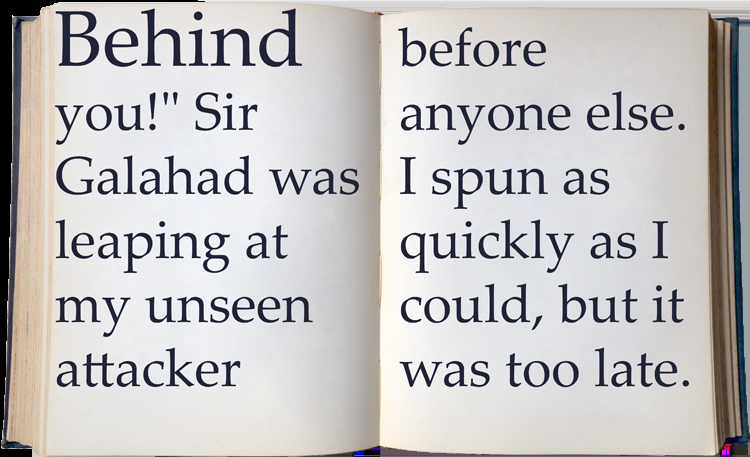 Behind
you!" Sir
Galahad was
leaping at
my unseen
attacker
before
anyone else.
I spun as
quickly as I
could, but it
was too late.